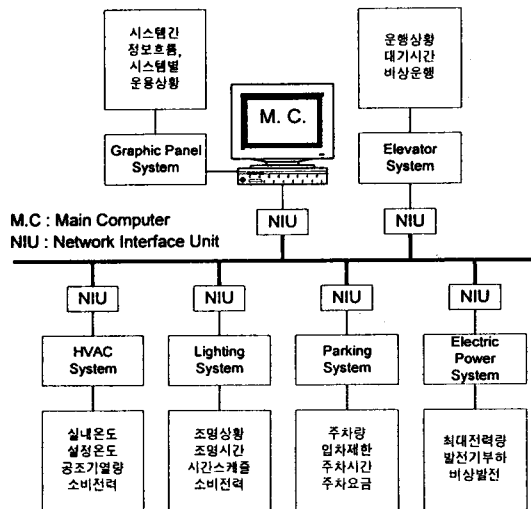 시스템간
정보흐름,
시스템별
운용상황
Graphic Panel
System
M. C.
운행상황
대기시간
비상운행
Elevator
System
NIU
NIU
M.C : Main Computer
NIU : Network Interface Unit
NIU
NIU
NIU
NIU
HVAC
System
Lighting
System
Parking
System
Electric
Power
System
실내온도
설정온도
공조기열량
소비전력
조명상황
조명시간
시간스케줄
소비전력
주차량
입차제한
주차시간
주차요금
최대전력량
발전기부하
비상발전